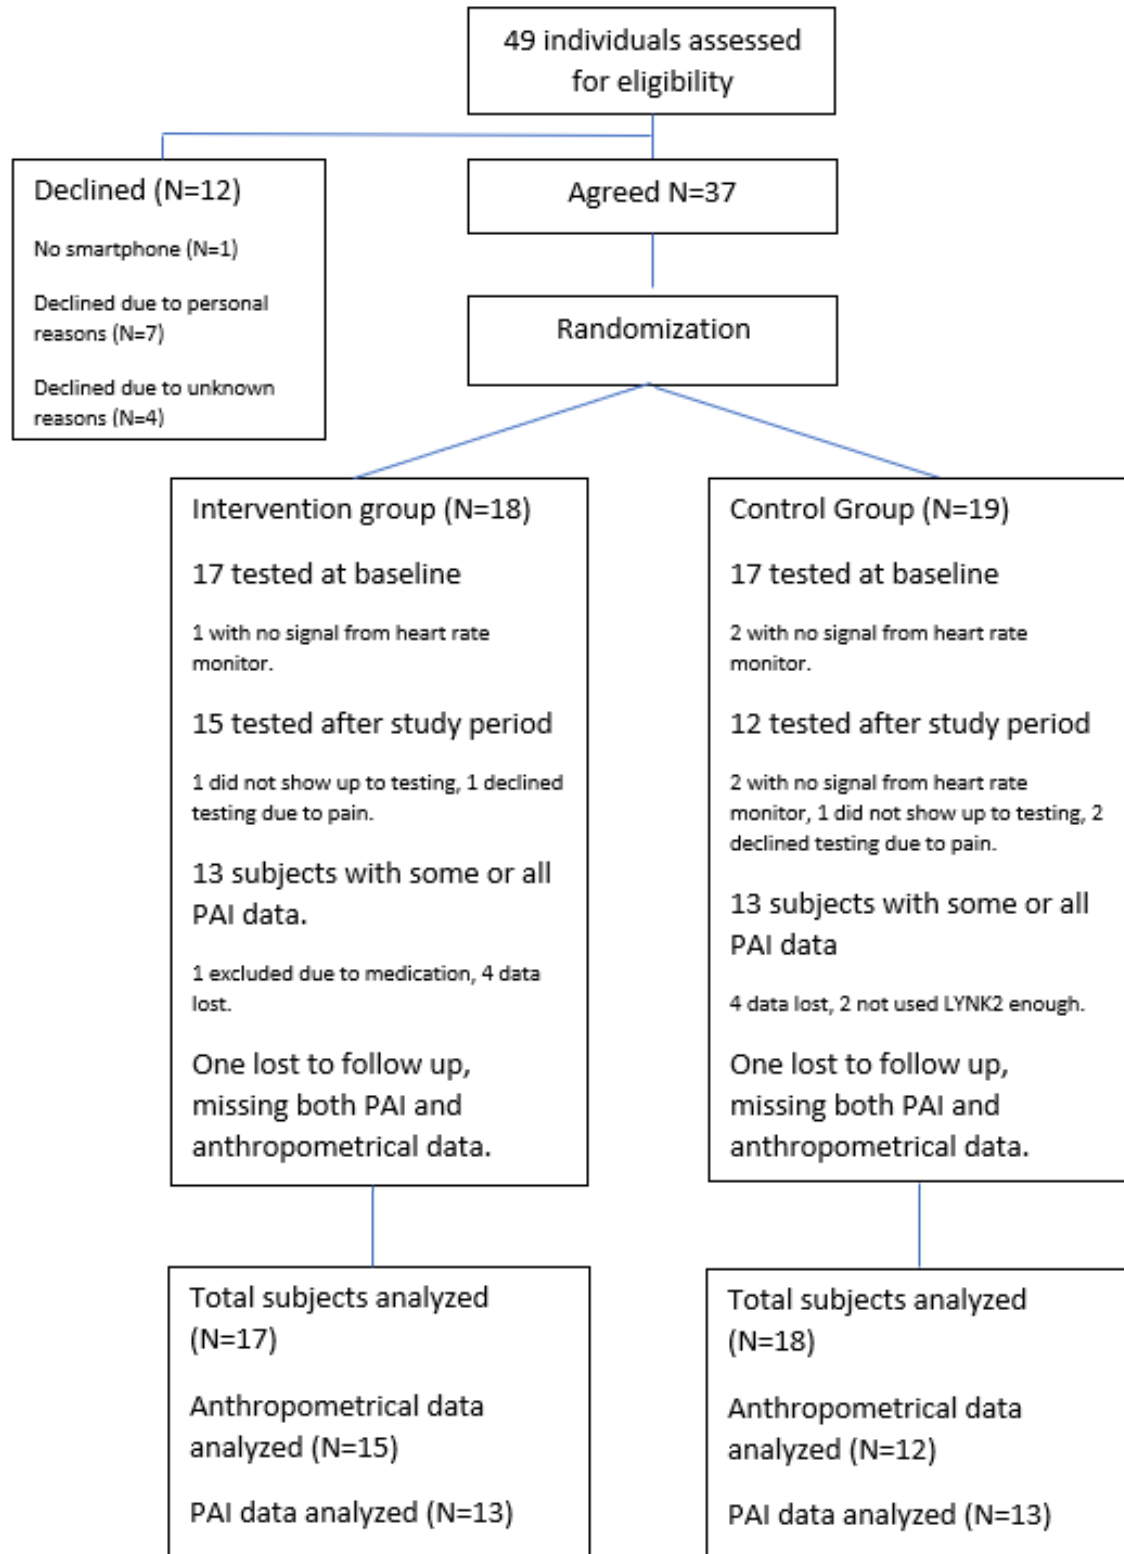 49 individuals assessed
for eligibility
Declined (N=12)
No smartphone (N=1)
Declined due to personal
reasons (N=7)
Declined due to unknown
reasons (N=4)
Agreed N=37
Randomization
Intervention group (N=18)
17 tested at baseline
1 with no signal from heart rate
monitor.
15 tested after study period
1 did not show up to testing, 1 declined
testing due to pain.
13 subjects with some or all
PAI data.
1 excluded due to medication, 4 data
lost.
One lost to follow up,
missing both PAI and
anthropometrical data.
Control Group (N=19)
17 tested at baseline
2 with no signal from heart rate
monitor.
12 tested after study period
2 with no signal from heart rate
monitor, 1 did not show up to testing, 2
declined testing due to pain.
13 subjects with some or all
PAI data
4 data lost, 2 not used LYNK2 enough.
One lost to follow up,
missing both PAI and
anthropometrical data.
Total subjects analyzed
(N=17)
Anthropometrical data
analyzed (N=15)
PAI data analyzed (N=13)
Total subjects analyzed
(N=18)
Anthropometrical data
analyzed (N=12)
PAI data analyzed (N=13)